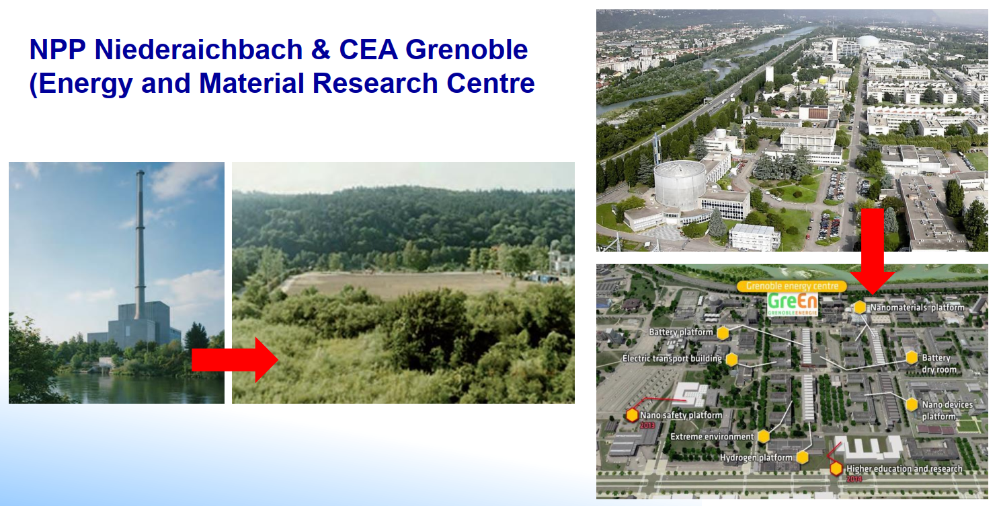 NPP Niederaichbach & CEA Grenoble
(Energy and Material Research Centre
Grenoble energy centre
GreEn
GRENOBLEENERGIE
Nanomaterials platform
Battery platform
Electric transport building
Battery
dry room
Nano safety platform
2013
Nano devices
platform
Extreme environment
Hydrogen platform
Higher education and research
2014